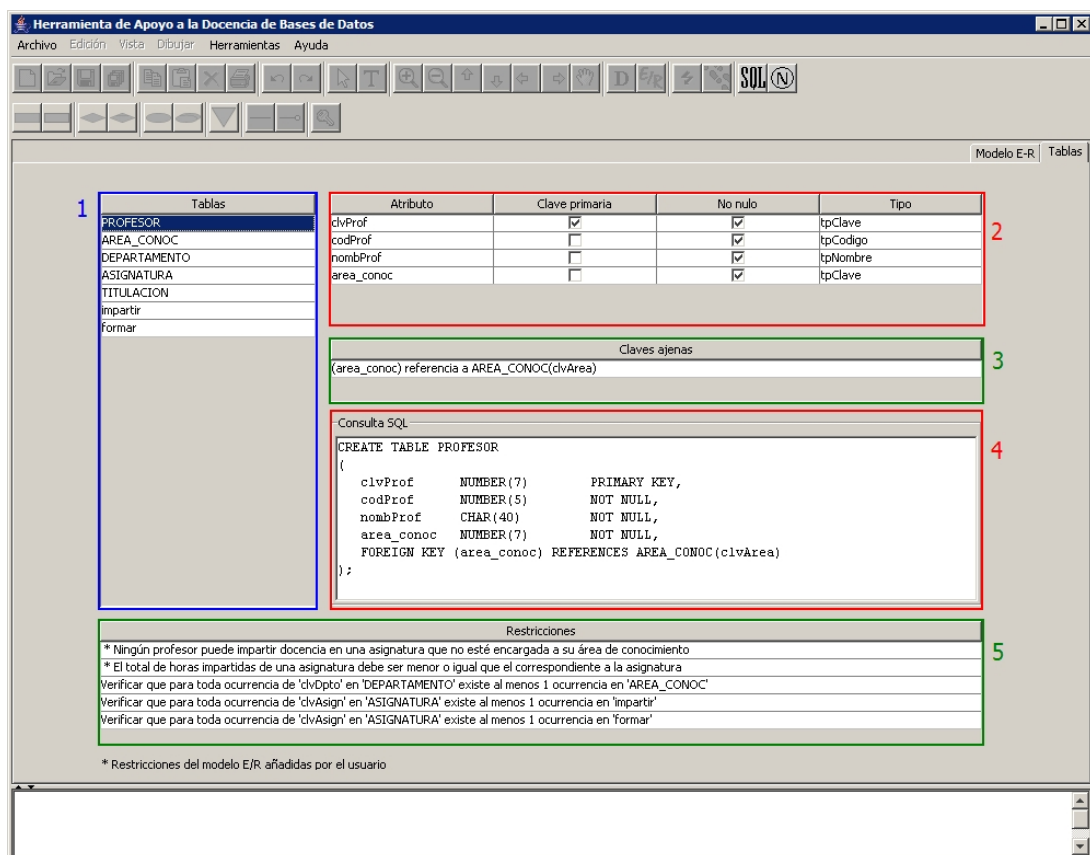 Herramienta de Apoyo a la Docencia de Bases de Datos
Archivo Edición Vista Dibujar Herramientas Ayuda
T D E/R SQL N
Modelo E-R Tablas
1
Tablas
PROFESOR
AREA_CONOC
DEPARTAMENTO
ASIGNATURA
TITULACION
impartir
formar
Atributo Clave primaria No nulo Tipo
clvProf tpClave
codProf tpCodigo
nombProf tpNombre
area_conoc tpClave
2
Claves ajenas
(area_conoc) referencia a AREA_CONOC(clvArea)
3
Consulta SQL
CREATE TABLE PROFESOR
(
clvProf NUMBER(7) PRIMARY KEY,
codProf NUMBER(5) NOT NULL,
nombProf CHAR(40) NOT NULL,
area_conoc NUMBER(7) NOT NULL,
FOREIGN KEY (area_conoc) REFERENCES AREA_CONOC(clvArea)
);
4
Restricciones
* Ningún profesor puede impartir docencia en una asignatura que no esté encargada a su área de conocimiento
* El total de horas impartidas de una asignatura debe ser menor o igual que el correspondiente a la asignatura
Verificar que para toda ocurrencia de 'clvDpto' en 'DEPARTAMENTO' existe al menos 1 ocurrencia en 'AREA_CONOC'
Verificar que para toda ocurrencia de 'clvAsign' en 'ASIGNATURA' existe al menos 1 ocurrencia en 'impartir'
Verificar que para toda ocurrencia de 'clvAsign' en 'ASIGNATURA' existe al menos 1 ocurrencia en 'formar'
5
* Restricciones del modelo E/R añadidas por el usuario